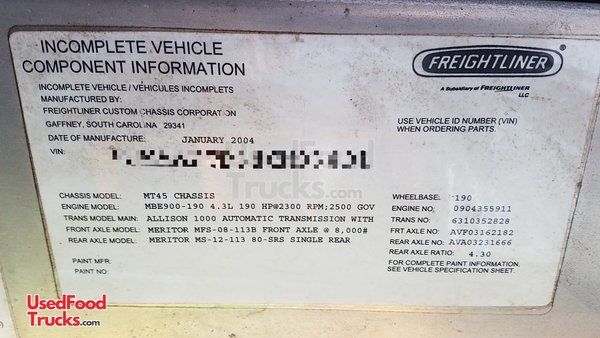 INCOMPLETE VEHICLE
COMPONENT INFORMATION
FREIGHTLINER
A Subsidiary of FREIGHTLINER
LLC
INCOMPLETE VEHICLE / VEHICULES INCOMPLETS
MANUFACTURED BY:
FREIGHTLINER CUSTOM CHASSIS CORPORATION
GAFFNEY, SOUTH CAROLINA 29341
USE VEHICLE ID NUMBER (VIN)
WHEN ORDERING PARTS.
DATE OF MANUFACTURE: JANUARY 2004
VIN:
CHASSIS MODEL: MT45 CHASSIS
WHEELBASE: 190
ENGINE MODEL: MBE900-190 4.3L 190 HP@2300 RPM;2500 GOV
ENGINE NO: 0904355911
TRANS MODEL MAIN: ALLISON 1000 AUTOMATIC TRANSMISSION WITH
TRANS NO: 6310352828
FRONT AXLE MODEL: MERITOR MFS-08-113B FRONT AXLE @ 8,000#
FRT AXLE NO: AVF03162182
REAR AXLE MODEL: MERITOR MS-12-113 80-SRS SINGLE REAR
REAR AXLE NO: AVA03231666
REAR AXLE RATIO: 4.30
PAINT MFR:
PAINT NO:
FOR COMPLETE PAINT INFORMATION,
SEE VEHICLE SPECIFICATION SHEET.
UsedFood
Trucks.com